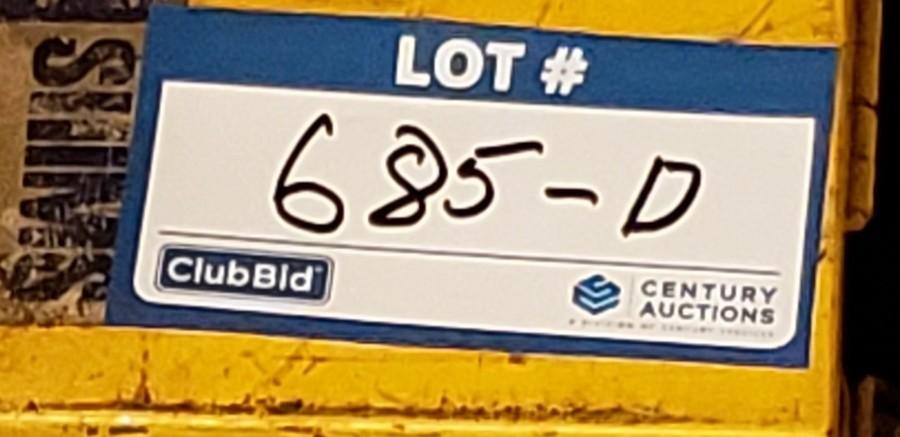 LOT #
685-D
ClubBid
CENTURY
AUCTIONS